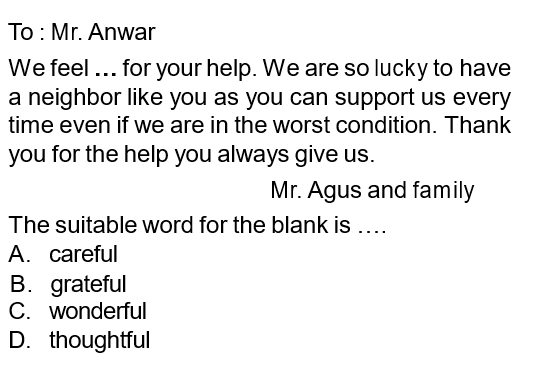 To : Mr. Anwar
We feel ... for your help. We are so lucky to have
a neighbor like you as you can support us every
time even if we are in the worst condition. Thank
you for the help you always give us.
Mr. Agus and family
The suitable word for the blank is ....
A. careful
B. grateful
C. wonderful
D. thoughtful